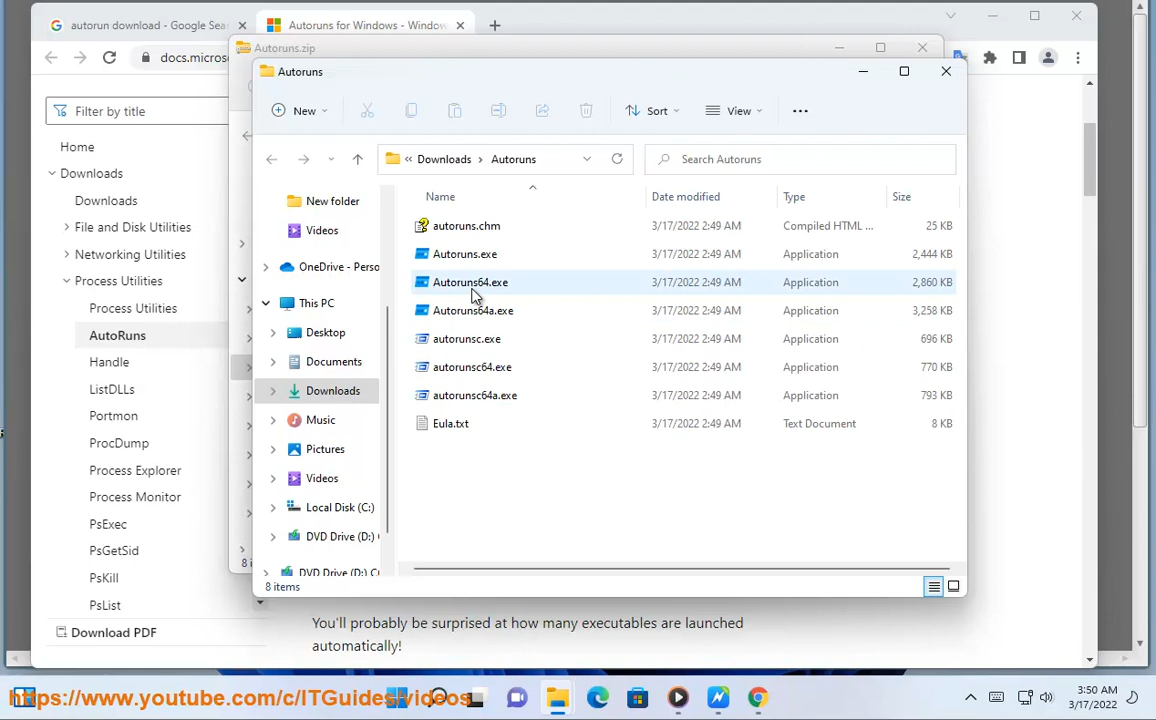 autorun download - Google Sea
Autoruns for Windows - Window
docs.micros
Autoruns.zip
Autoruns
New
Sort
View
Downloads
Autoruns
Search Autoruns
Filter by title
Home
Downloads
Downloads
File and Disk Utilities
Networking Utilities
Process Utilities
Process Utilities
AutoRuns
Handle
ListDLLs
Portmon
ProcDump
Process Explorer
Process Monitor
PsExec
PsGetSid
PsKill
PsList
Download PDF
New folder
Videos
OneDrive - Perso
This PC
Desktop
Documents
Downloads
Music
Pictures
Videos
Local Disk (C:)
DVD Drive (D:)
DVD Drive (D:) C
Name Date modified Type Size
autoruns.chm 3/17/2022 2:49 AM Compiled HTML ... 25 KB
Autoruns.exe 3/17/2022 2:49 AM Application 2,444 KB
Autoruns64.exe 3/17/2022 2:49 AM Application 2,860 KB
Autoruns64a.exe 3/17/2022 2:49 AM Application 3,258 KB
autorunsc.exe 3/17/2022 2:49 AM Application 696 KB
autorunsc64.exe 3/17/2022 2:49 AM Application 770 KB
autorunsc64a.exe 3/17/2022 2:49 AM Application 793 KB
Eula.txt 3/17/2022 2:49 AM Text Document 8 KB
8 items
You'll probably be surprised at how many executables are launched
automatically!
https://www.youtube.com/c/ITGuides/videos
3:50 AM
3/17/2022